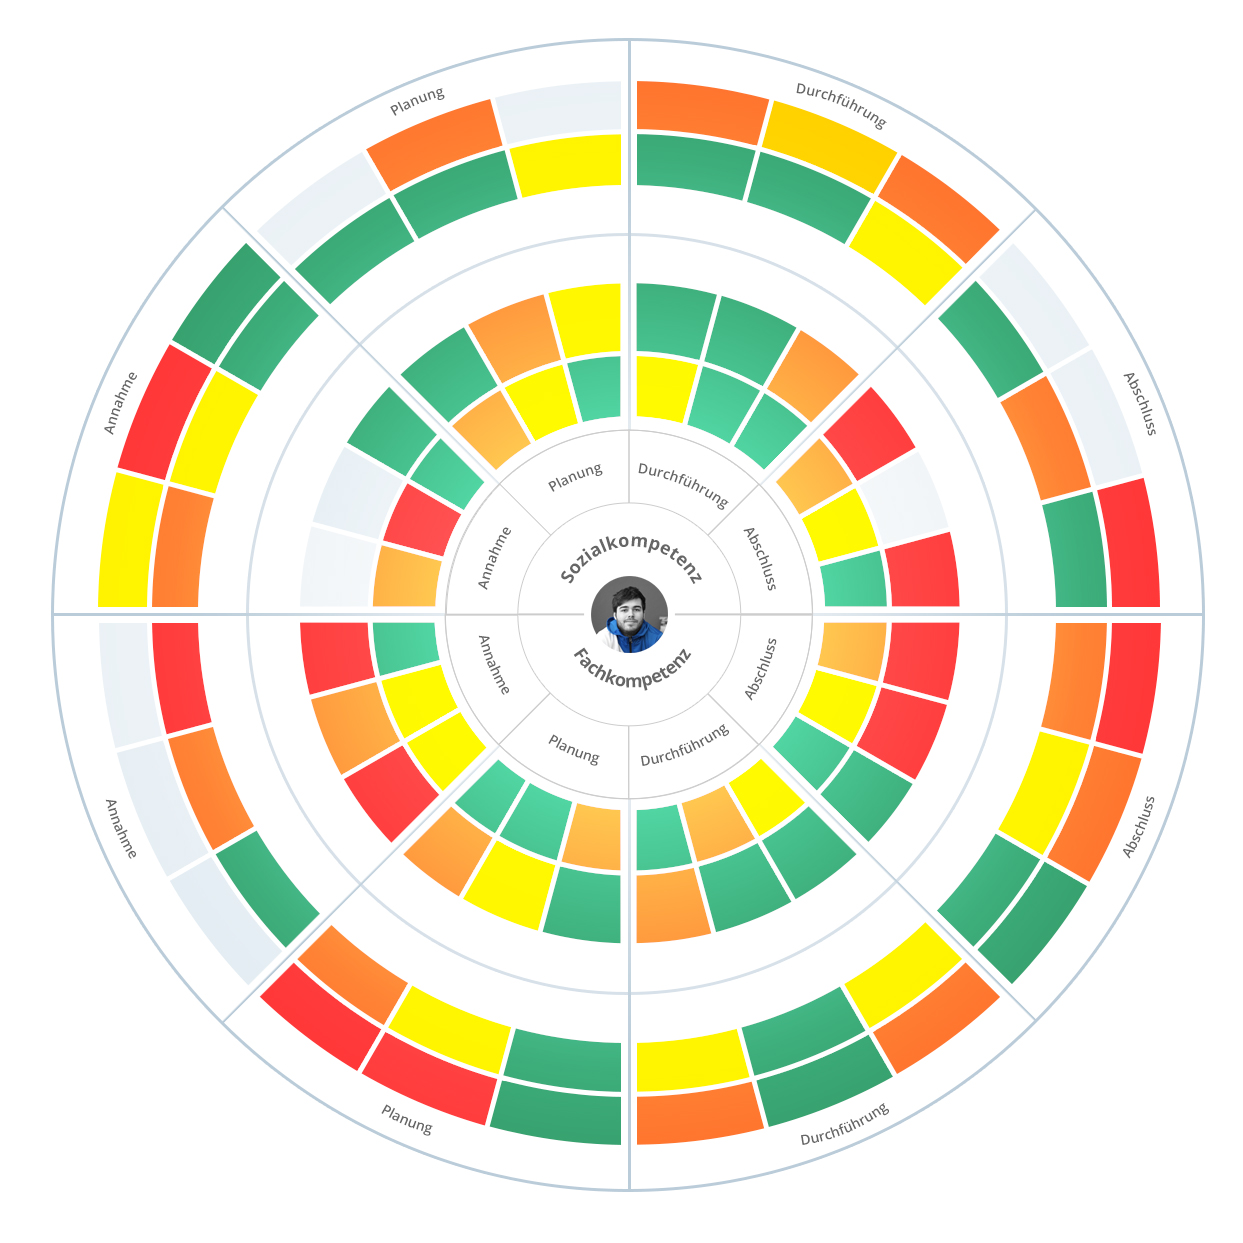 Planung
Durchführung
Annahme
Abschluss
Planung
Durchführung
Annahme
Abschluss
Sozialkompetenz
Fachkompetenz
Annahme
Abschluss
Planung
Durchführung
Annahme
Abschluss
Planung
Durchführung